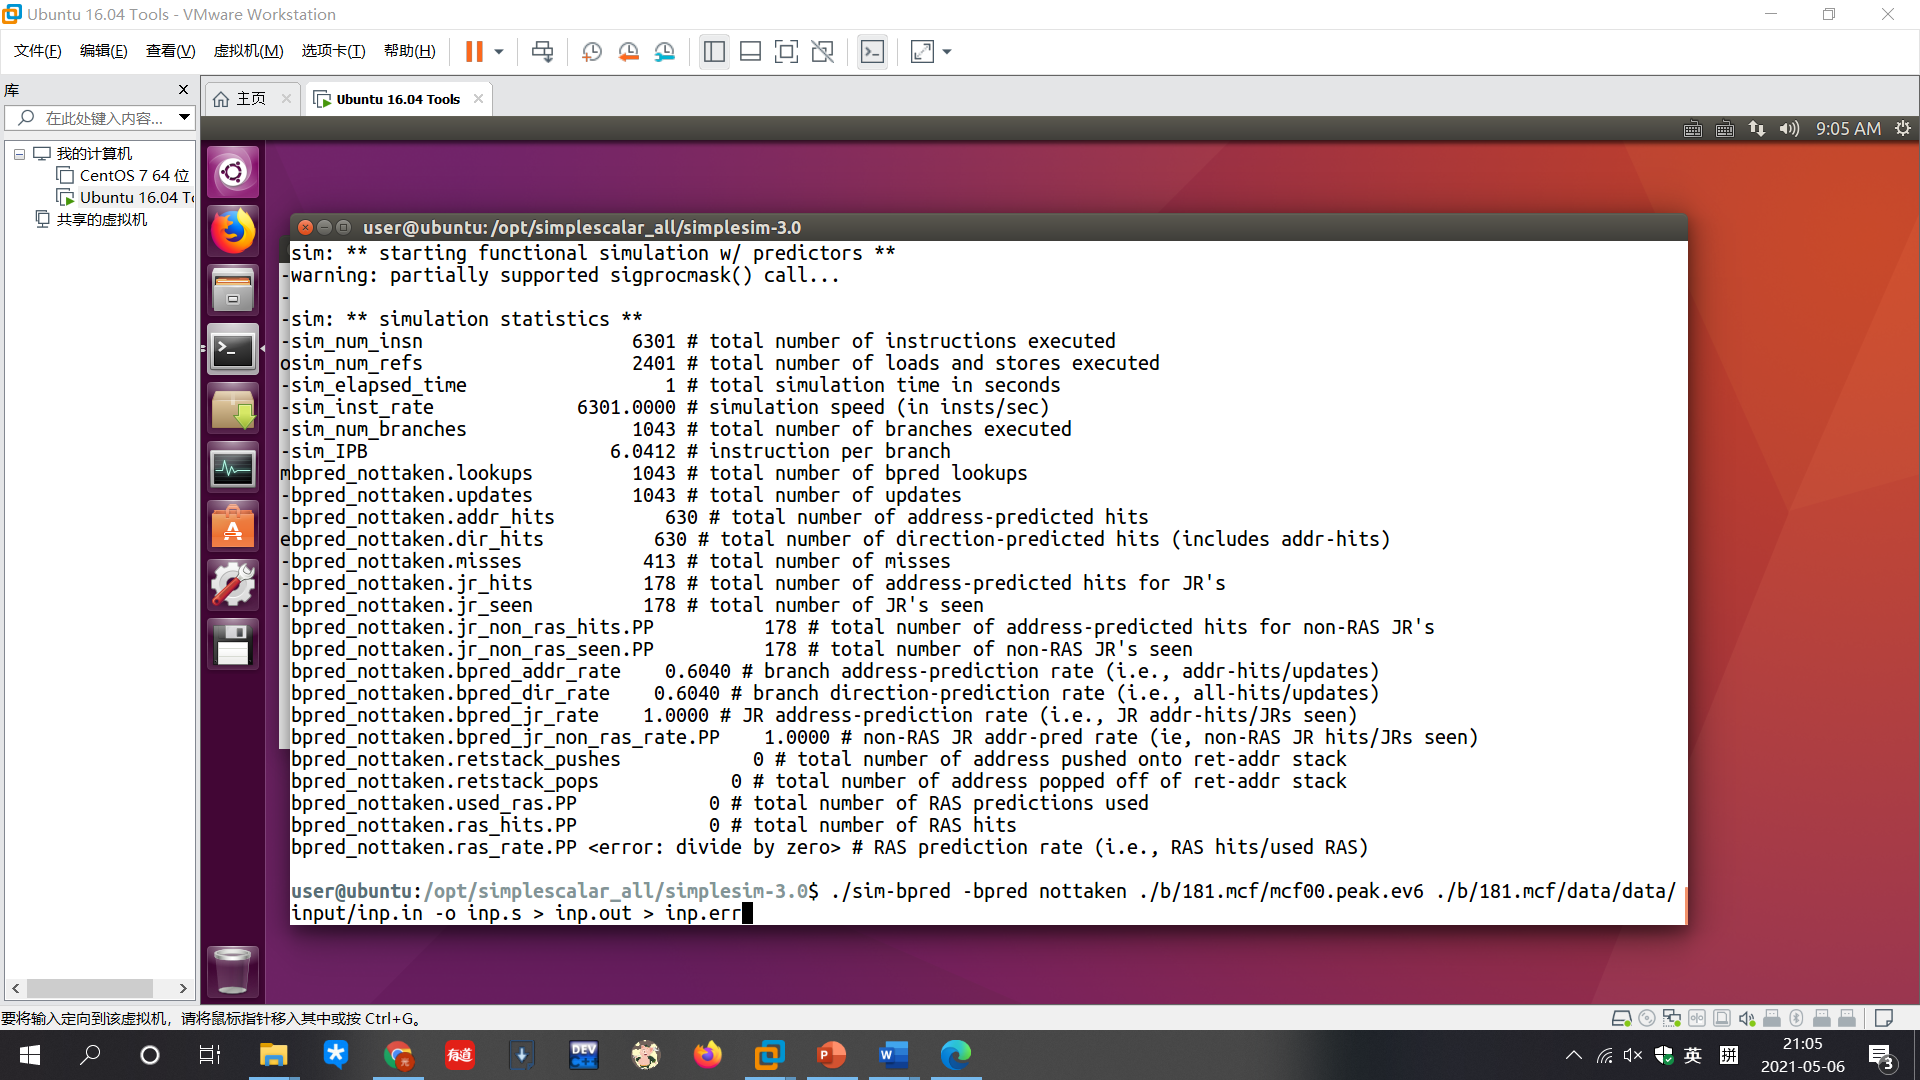 Ubuntu 16.04 Tools - VMware Workstation
文件(F) 编辑(E) 查看(V) 虚拟机(M) 选项卡(T) 帮助(H)
库
在此处键入内容...
我的计算机
CentOS 7 64 位
Ubuntu 16.04 To
共享的虚拟机
主页
Ubuntu 16.04 Tools
9:05 AM
user@ubuntu: /opt/simplescalar_all/simplesim-3.0
sim: ** starting functional simulation w/ predictors **
warning: partially supported sigprocmask() call...
sim: ** simulation statistics **
sim_num_insn 6301 # total number of instructions executed
sim_num_refs 2401 # total number of loads and stores executed
sim_elapsed_time 1 # total simulation time in seconds
sim_inst_rate 6301.0000 # simulation speed (in insts/sec)
sim_num_branches 1043 # total number of branches executed
sim_IPB 6.0412 # instruction per branch
bpred_nottaken.lookups 1043 # total number of bpred lookups
bpred_nottaken.updates 1043 # total number of updates
bpred_nottaken.addr_hits 630 # total number of address-predicted hits
bpred_nottaken.dir_hits 630 # total number of direction-predicted hits (includes addr-hits)
bpred_nottaken.misses 413 # total number of misses
bpred_nottaken.jr_hits 178 # total number of address-predicted hits for JR's
bpred_nottaken.jr_seen 178 # total number of JR's seen
bpred_nottaken.jr_non_ras_hits.PP 178 # total number of address-predicted hits for non-RAS JR's
bpred_nottaken.jr_non_ras_seen.PP 178 # total number of non-RAS JR's seen
bpred_nottaken.bpred_addr_rate 0.6040 # branch address-prediction rate (i.e., addr-hits/updates)
bpred_nottaken.bpred_dir_rate 0.6040 # branch direction-prediction rate (i.e., all-hits/updates)
bpred_nottaken.bpred_jr_rate 1.0000 # JR address-prediction rate (i.e., JR addr-hits/JRs seen)
bpred_nottaken.bpred_jr_non_ras_rate.PP 1.0000 # non-RAS JR addr-pred rate (ie, non-RAS JR hits/JRs seen)
bpred_nottaken.retstack_pushes 0 # total number of address pushed onto ret-addr stack
bpred_nottaken.retstack_pops 0 # total number of address popped off of ret-addr stack
bpred_nottaken.used_ras.PP 0 # total number of RAS predictions used
bpred_nottaken.ras_hits.PP 0 # total number of RAS hits
bpred_nottaken.ras_rate.PP <error: divide by zero> # RAS prediction rate (i.e., RAS hits/used RAS)
user@ubuntu:/opt/simplescalar_all/simplesim-3.0$ ./sim-bpred -bpred nottaken ./b/181.mcf/mcf00.peak.ev6 ./b/181.mcf/data/data/
input/inp.in -o inp.s > inp.out > inp.err
要将输入定向到该虚拟机，请将鼠标指针移入其中或按 Ctrl+G。
有道
DEV C++
英
拼
21:05
2021-05-06
3